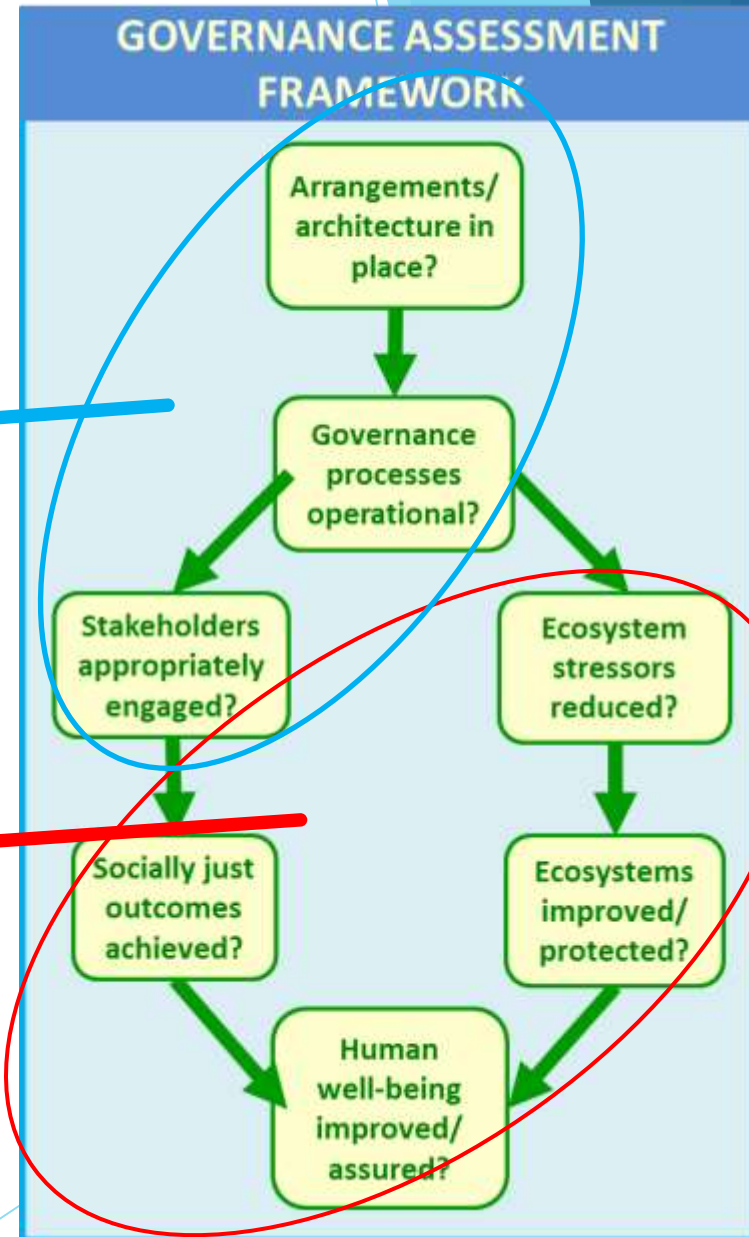 GOVERNANCE ASSESSMENT
FRAMEWORK
Arrangements/
architecture in
place?
Governance
processes
operational?
Stakeholders
appropriately
engaged?
Ecosystem
stressors
reduced?
Socially just
outcomes
achieved?
Ecosystems
improved/
protected?
Human
well-being
improved/
assured?